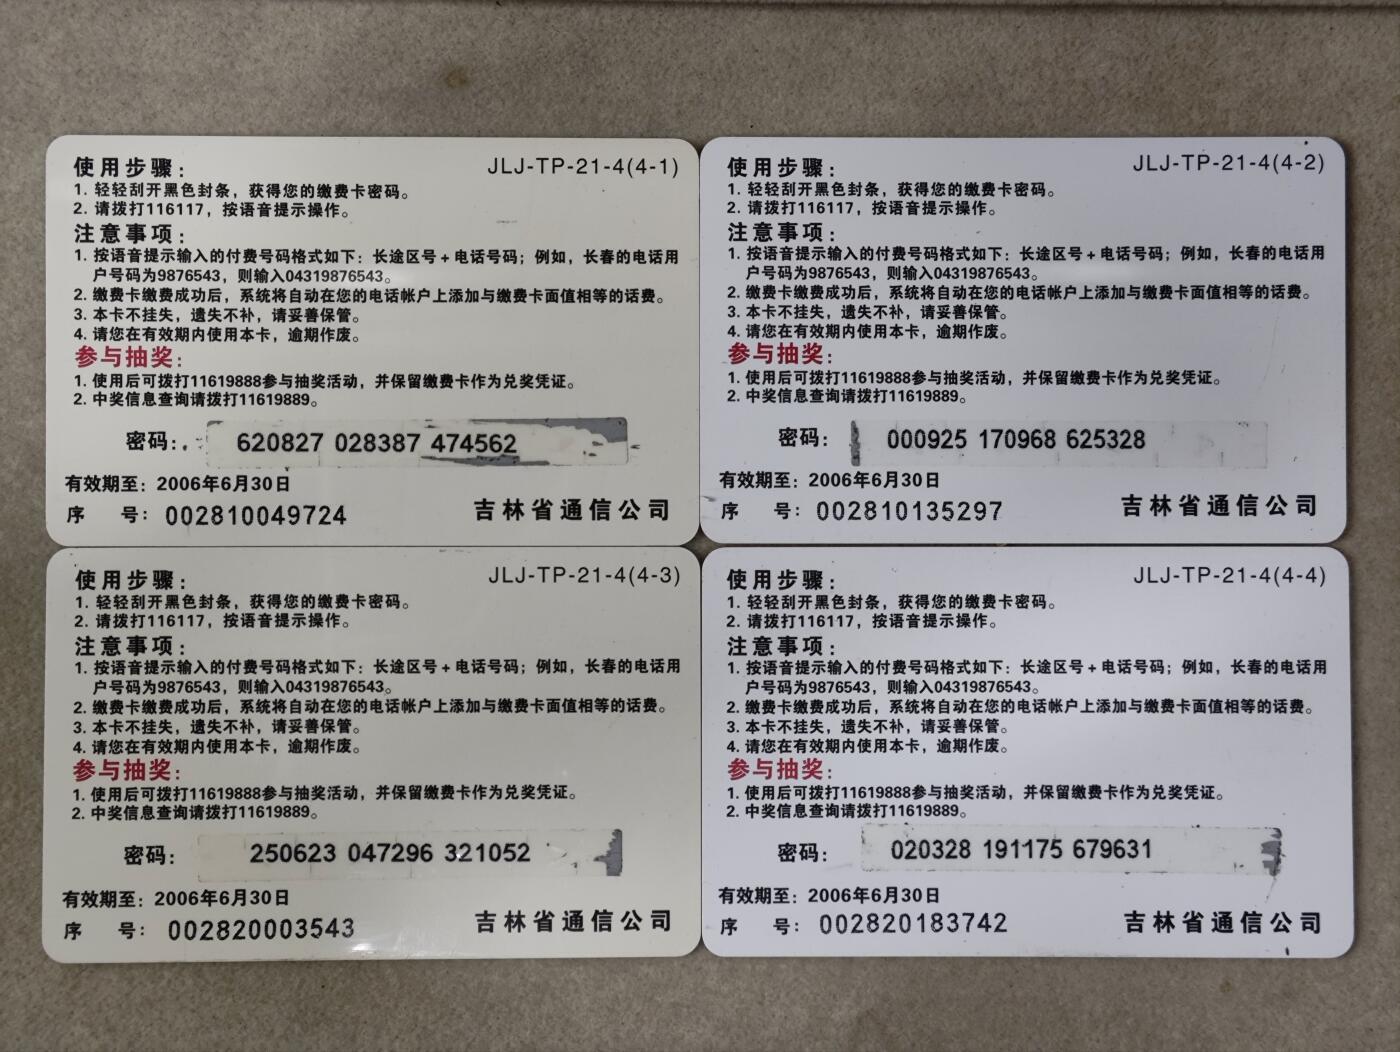 使用步骤： JLJ-TP-21-4(4-1)
1. 轻轻刮开黑色封条，获得您的缴费卡密码。
2. 请拨打116117，按语音提示操作。
注意事项：
1. 按语音提示输入的付费号码格式如下：长途区号+电话号码；例如，长春的电话用
户号码为9876543，则输入04319876543。
2. 缴费卡缴费成功后，系统将自动在您的电话帐户上添加与缴费卡面值相等的话费。
3. 本卡不挂失，遗失不补，请妥善保管。
4. 请您在有效期内使用本卡，逾期作废。
参与抽奖：
1. 使用后可拨打11619888参与抽奖活动，并保留缴费卡作为兑奖凭证。
2. 中奖信息查询请拨打11619889。
密码： 620827 028387 474562
有效期至：2006年6月30日
序 号：002810049724 吉林省通信公司
使用步骤： JLJ-TP-21-4(4-2)
1. 轻轻刮开黑色封条，获得您的缴费卡密码。
2. 请拨打116117，按语音提示操作。
注意事项：
1. 按语音提示输入的付费号码格式如下：长途区号+电话号码；例如，长春的电话用
户号码为9876543，则输入04319876543。
2. 缴费卡缴费成功后，系统将自动在您的电话帐户上添加与缴费卡面值相等的话费。
3. 本卡不挂失，遗失不补，请妥善保管。
4. 请您在有效期内使用本卡，逾期作废。
参与抽奖：
1. 使用后可拨打11619888参与抽奖活动，并保留缴费卡作为兑奖凭证。
2. 中奖信息查询请拨打11619889。
密码： 000925 170968 625328
有效期至：2006年6月30日
序 号：002810135297 吉林省通信公司
使用步骤： JLJ-TP-21-4(4-3)
1. 轻轻刮开黑色封条，获得您的缴费卡密码。
2. 请拨打116117，按语音提示操作。
注意事项：
1. 按语音提示输入的付费号码格式如下：长途区号+电话号码；例如，长春的电话用
户号码为9876543，则输入04319876543。
2. 缴费卡缴费成功后，系统将自动在您的电话帐户上添加与缴费卡面值相等的话费。
3. 本卡不挂失，遗失不补，请妥善保管。
4. 请您在有效期内使用本卡，逾期作废。
参与抽奖：
1. 使用后可拨打11619888参与抽奖活动，并保留缴费卡作为兑奖凭证。
2. 中奖信息查询请拨打11619889。
密码： 250623 047296 321052
有效期至：2006年6月30日
序 号：002820003543 吉林省通信公司
使用步骤： JLJ-TP-21-4(4-4)
1. 轻轻刮开黑色封条，获得您的缴费卡密码。
2. 请拨打116117，按语音提示操作。
注意事项：
1. 按语音提示输入的付费号码格式如下：长途区号+电话号码；例如，长春的电话用
户号码为9876543，则输入04319876543。
2. 缴费卡缴费成功后，系统将自动在您的电话帐户上添加与缴费卡面值相等的话费。
3. 本卡不挂失，遗失不补，请妥善保管。
4. 请您在有效期内使用本卡，逾期作废。
参与抽奖：
1. 使用后可拨打11619888参与抽奖活动，并保留缴费卡作为兑奖凭证。
2. 中奖信息查询请拨打11619889。
密码： 020328 191175 679631
有效期至：2006年6月30日
序 号：002820183742 吉林省通信公司